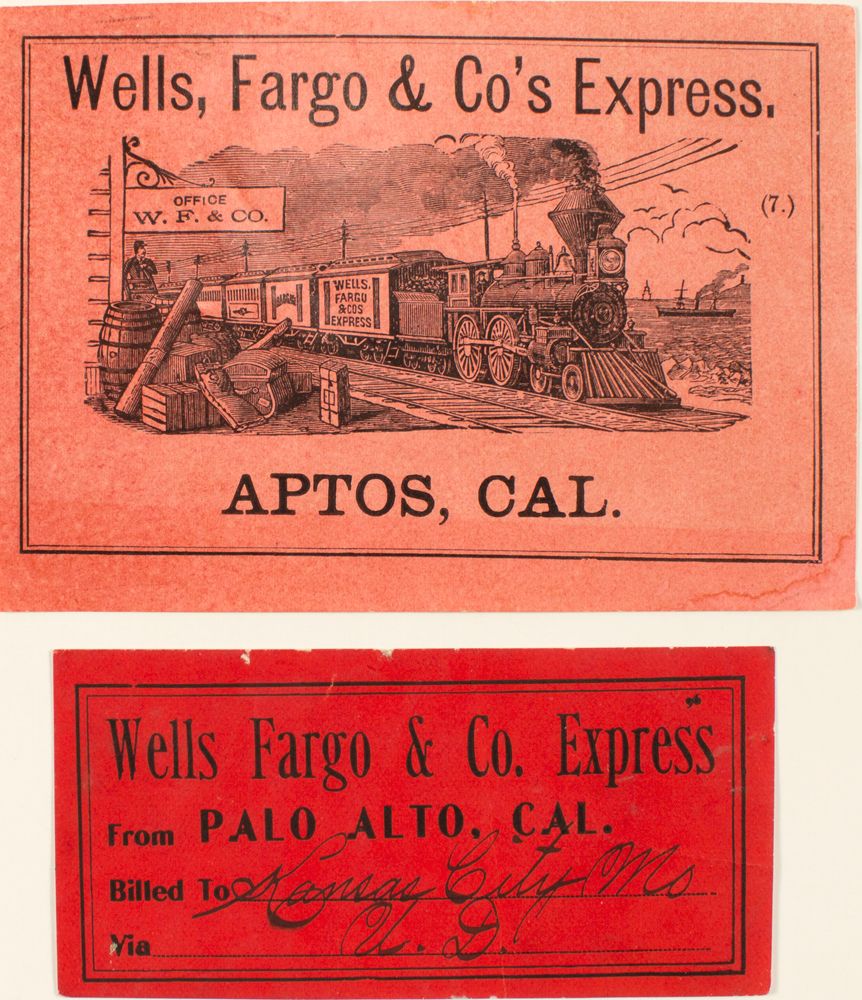 Wells, Fargo & Co's Express.
(7.)
OFFICE
W. F. & CO.
WELLS,
FARGO
&COS
EXPRESS
APTOS, CAL.
Wells Fargo & Co. Express
From PALO ALTO, CAL.
Billed To Kansas City Mo
Via U. D.